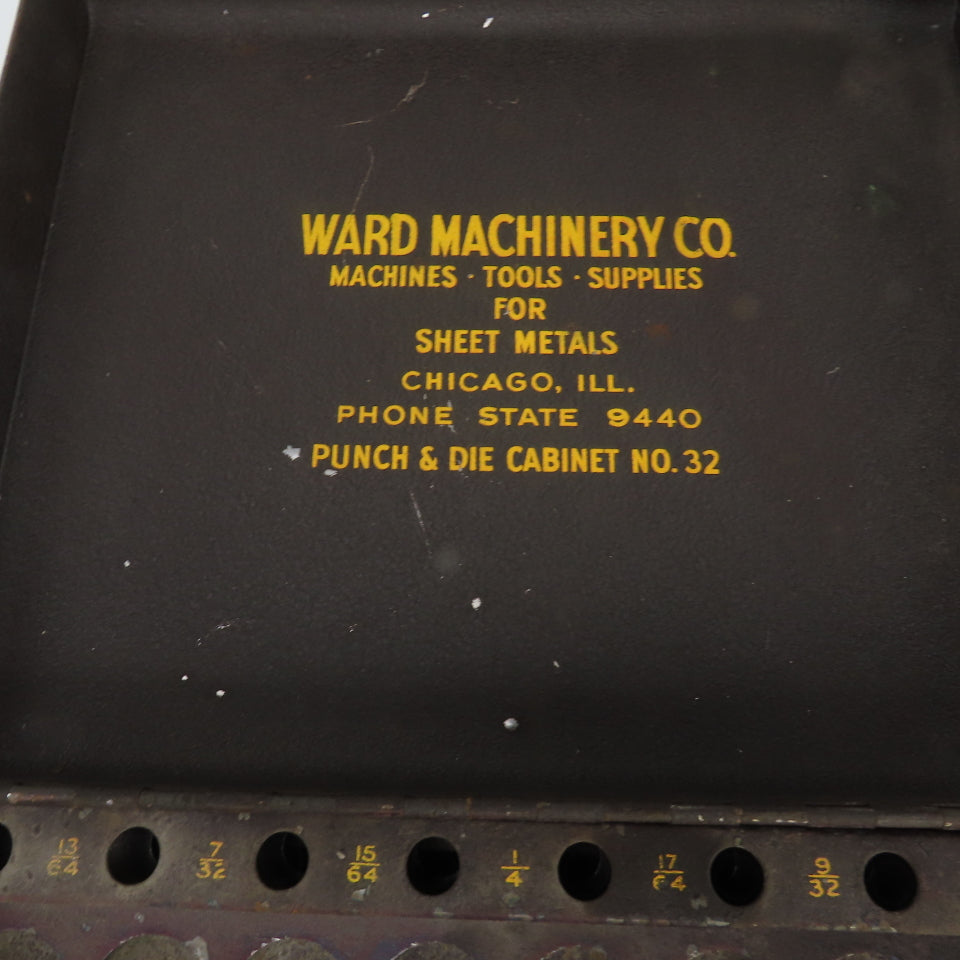 WARD MACHINERY CO.
MACHINES · TOOLS · SUPPLIES
FOR
SHEET METALS
CHICAGO, ILL.
PHONE STATE 9440
PUNCH & DIE CABINET NO. 32
13/64 7/32 15/64 1/4 17/64 9/32